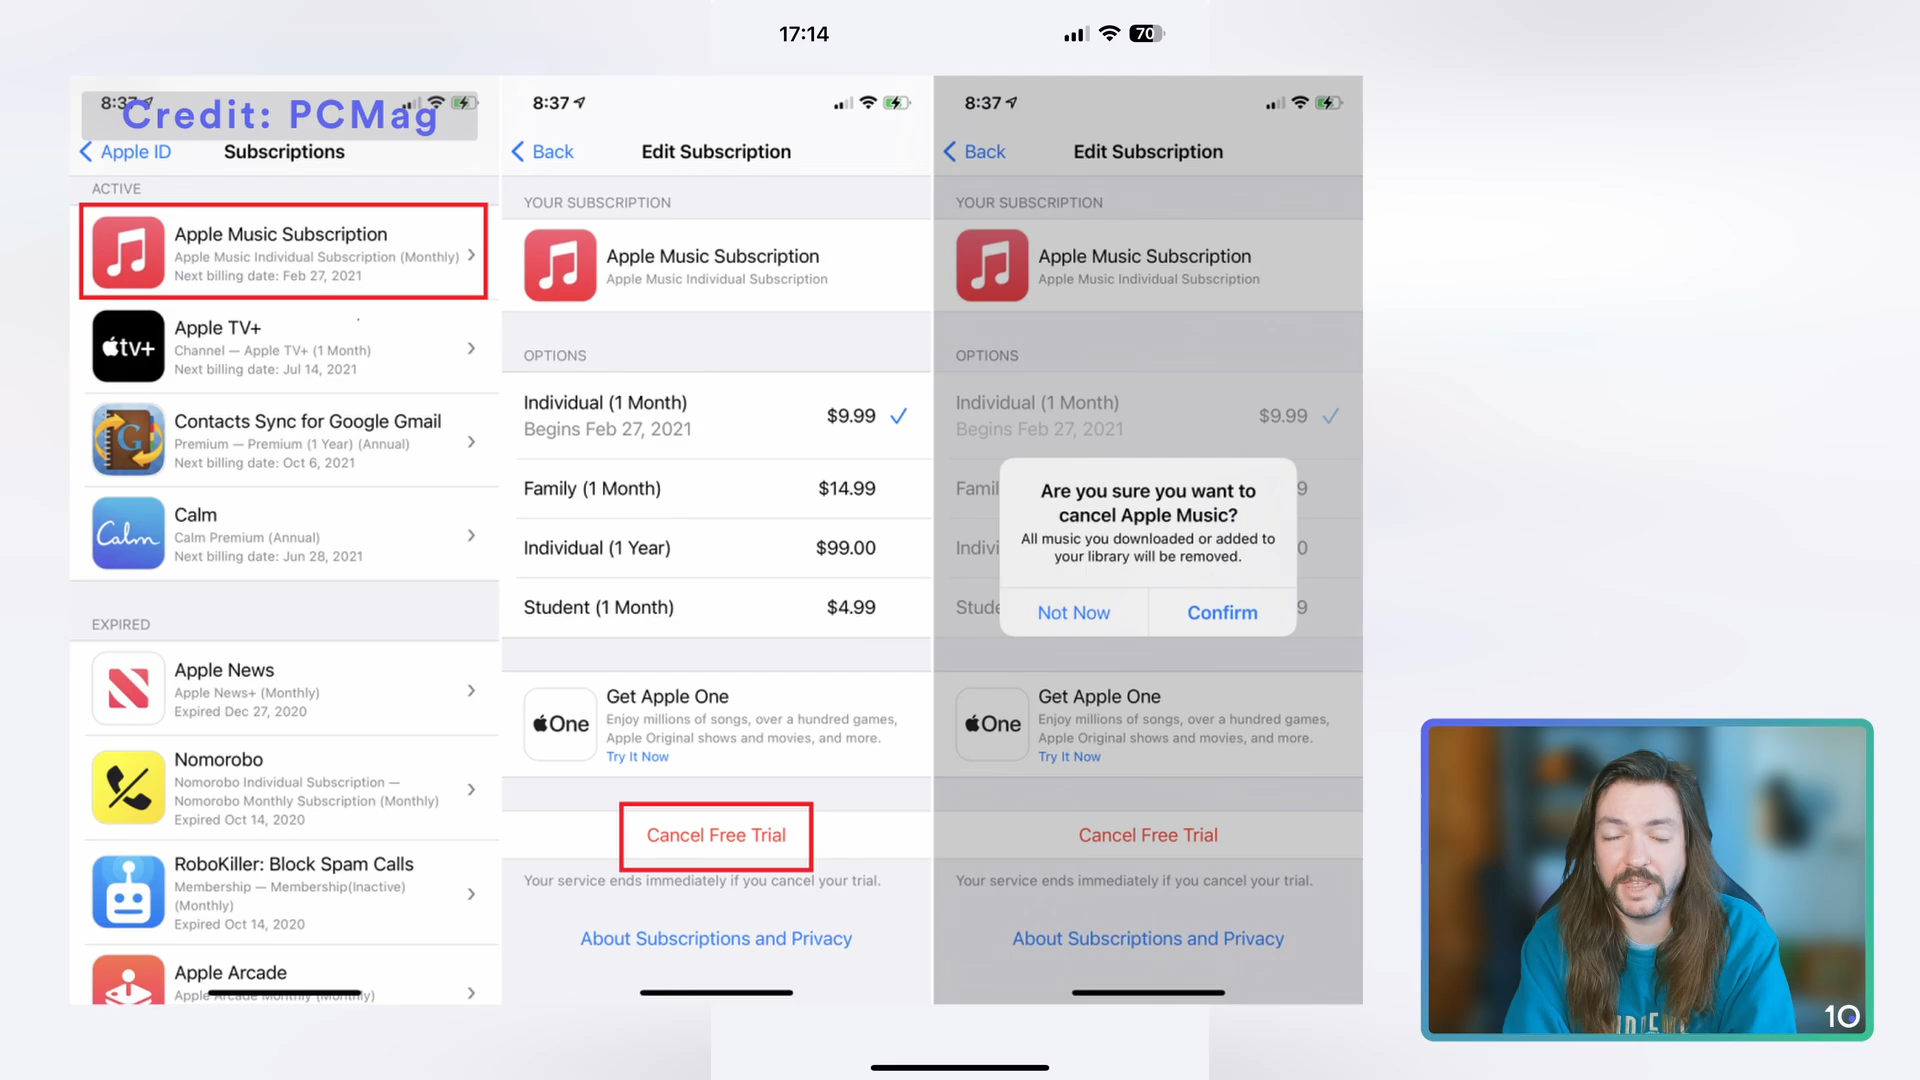 17:14
70
8:37
Credit: PCMag
Apple ID
Subscriptions
ACTIVE
Apple Music Subscription
Apple Music Individual Subscription (Monthly)
Next billing date: Feb 27, 2021
tv+
Apple TV+
Channel — Apple TV+ (1 Month)
Next billing date: Jul 14, 2021
G
Contacts Sync for Google Gmail
Premium — Premium (1 Year) (Annual)
Next billing date: Oct 6, 2021
Calm
Calm
Calm Premium (Annual)
Next billing date: Jun 28, 2021
EXPIRED
Apple News
Apple News+ (Monthly)
Expired Dec 27, 2020
Nomorobo
Nomorobo Individual Subscription —
Nomorobo Monthly Subscription (Monthly)
Expired Oct 14, 2020
RoboKiller: Block Spam Calls
Membership — Membership(Inactive)
(Monthly)
Expired Oct 14, 2020
Apple Arcade
Apple Arcade Monthly (Monthly)
8:37
Back
Edit Subscription
YOUR SUBSCRIPTION
Apple Music Subscription
Apple Music Individual Subscription
OPTIONS
Individual (1 Month) $9.99
Begins Feb 27, 2021
Family (1 Month) $14.99
Individual (1 Year) $99.00
Student (1 Month) $4.99
One
Get Apple One
Enjoy millions of songs, over a hundred games,
Apple Original shows and movies, and more.
Try It Now
Cancel Free Trial
Your service ends immediately if you cancel your trial.
About Subscriptions and Privacy
8:37
Back
Edit Subscription
YOUR SUBSCRIPTION
Apple Music Subscription
Apple Music Individual Subscription
OPTIONS
Individual (1 Month) $9.99
Begins Feb 27, 2021
Famil 9
Are you sure you want to
cancel Apple Music?
All music you downloaded or added to
your library will be removed.
Indivi 0
Not Now
Confirm
Stude 9
One
Get Apple One
Enjoy millions of songs, over a hundred games,
Apple Original shows and movies, and more.
Try It Now
Cancel Free Trial
Your service ends immediately if you cancel your trial.
About Subscriptions and Privacy
10